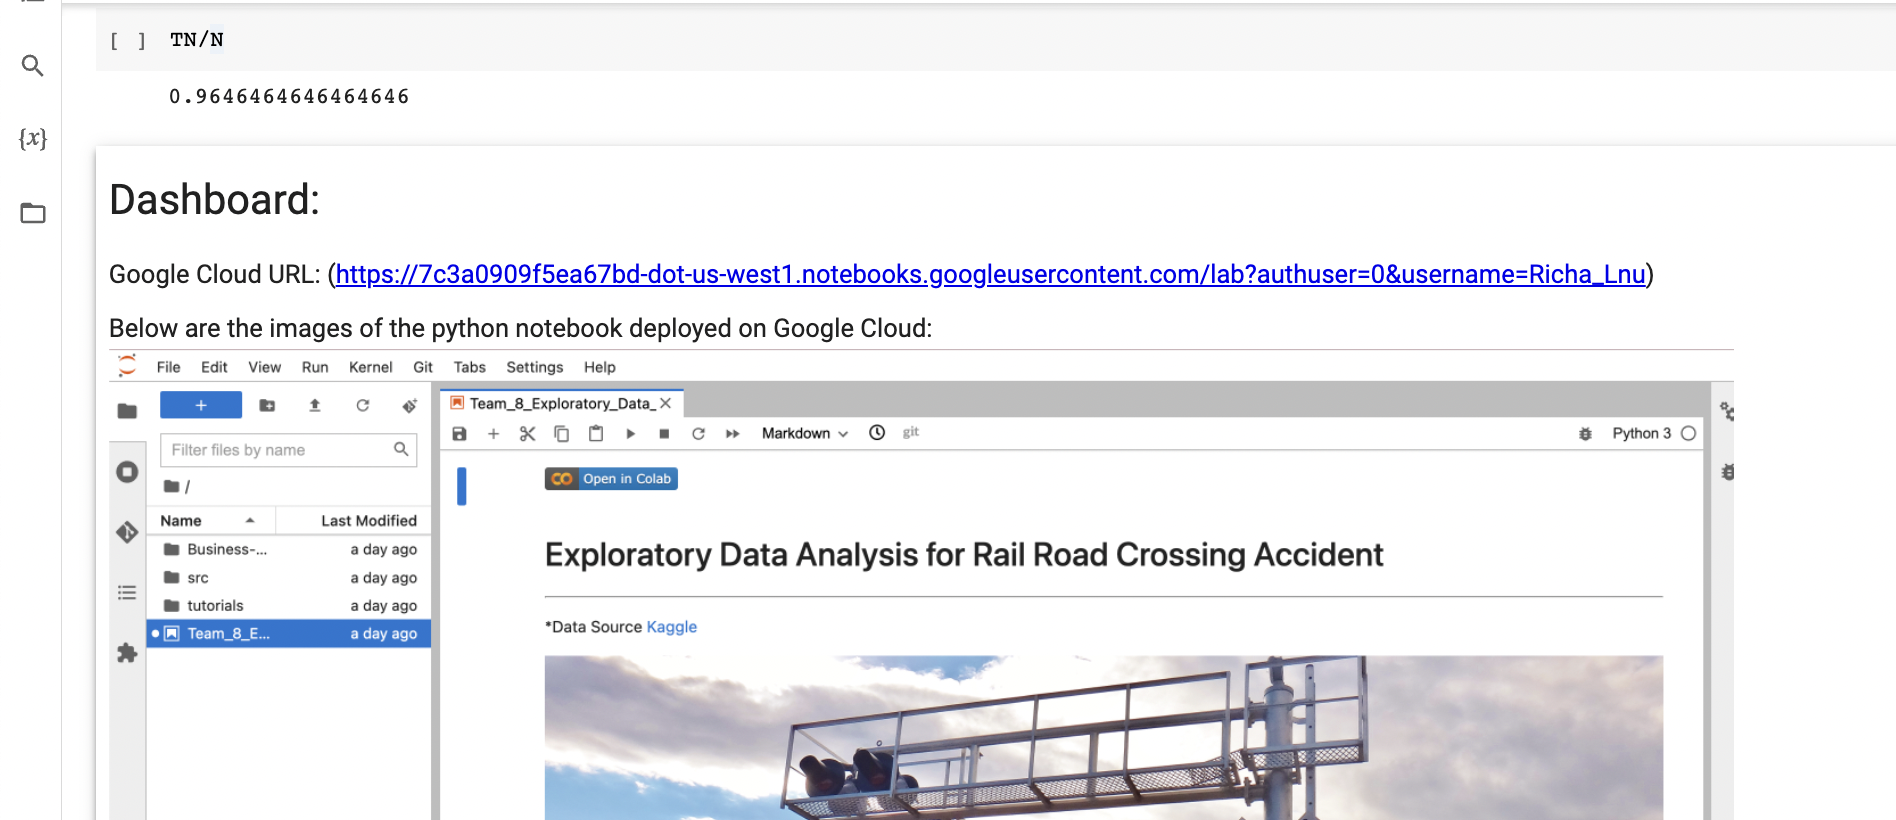 [ ] TN/N
0.9646464646464646
{x}
Dashboard:
Google Cloud URL: (https://7c3a0909f5ea67bd-dot-us-west1.notebooks.googleusercontent.com/lab?authuser=0&username=Richa_Lnu)
Below are the images of the python notebook deployed on Google Cloud:
File Edit View Run Kernel Git Tabs Settings Help
+
Team_8_Exploratory_Data_
Markdown
git
Python 3
Filter files by name
/
Name Last Modified
Business-... a day ago
src a day ago
tutorials a day ago
Team_8_E... a day ago
Open in Colab
Exploratory Data Analysis for Rail Road Crossing Accident
*Data Source Kaggle